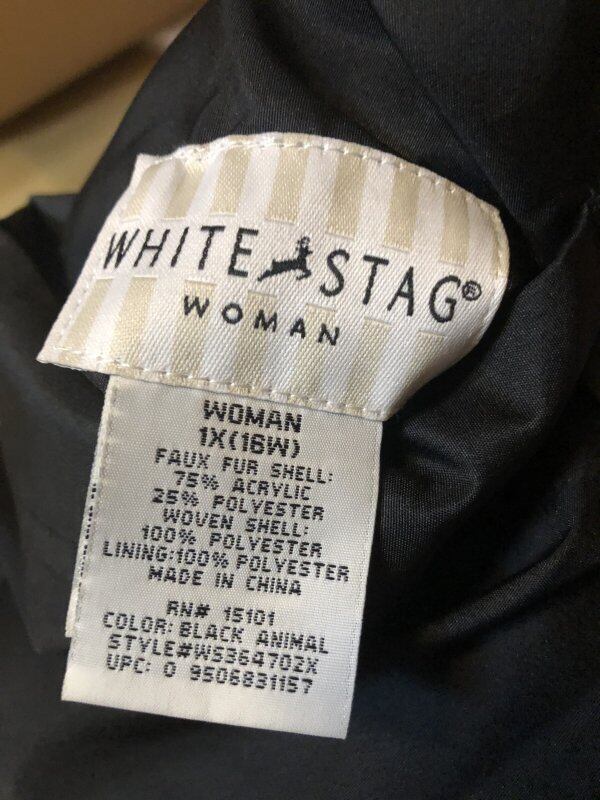 WHITE STAG®
WOMAN
WOMAN
1X(16W)
FAUX FUR SHELL:
75% ACRYLIC
25% POLYESTER
WOVEN SHELL:
100% POLYESTER
LINING:100% POLYESTER
MADE IN CHINA
RN# 15101
COLOR: BLACK ANIMAL
STYLE#WS364702X
UPC: 0 9506831157